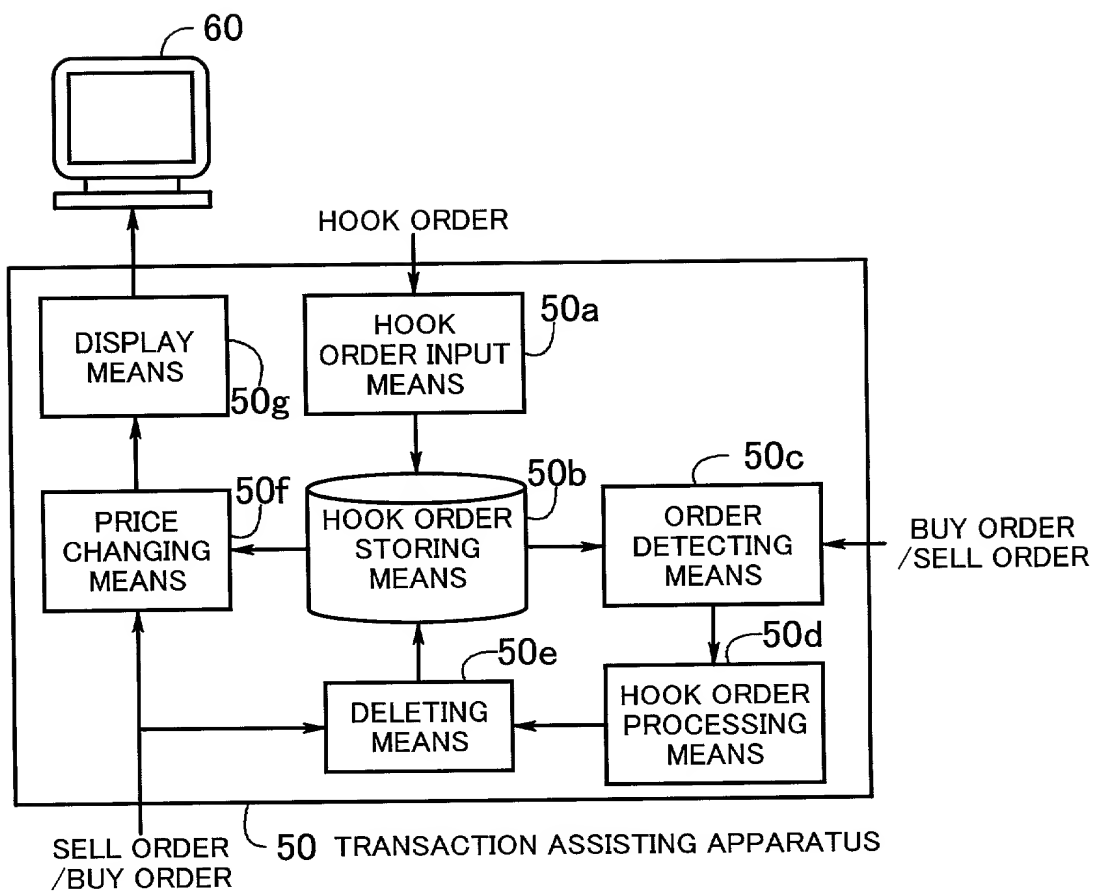 60
HOOK ORDER
DISPLAY
MEANS
50g
HOOK
ORDER INPUT
MEANS
50a
PRICE
CHANGING
MEANS
50f
HOOK ORDER
STORING
MEANS
50b
ORDER
DETECTING
MEANS
50c
BUY ORDER
/SELL ORDER
DELETING
MEANS
50e
HOOK ORDER
PROCESSING
MEANS
50d
SELL ORDER
/BUY ORDER
50 TRANSACTION ASSISTING APPARATUS